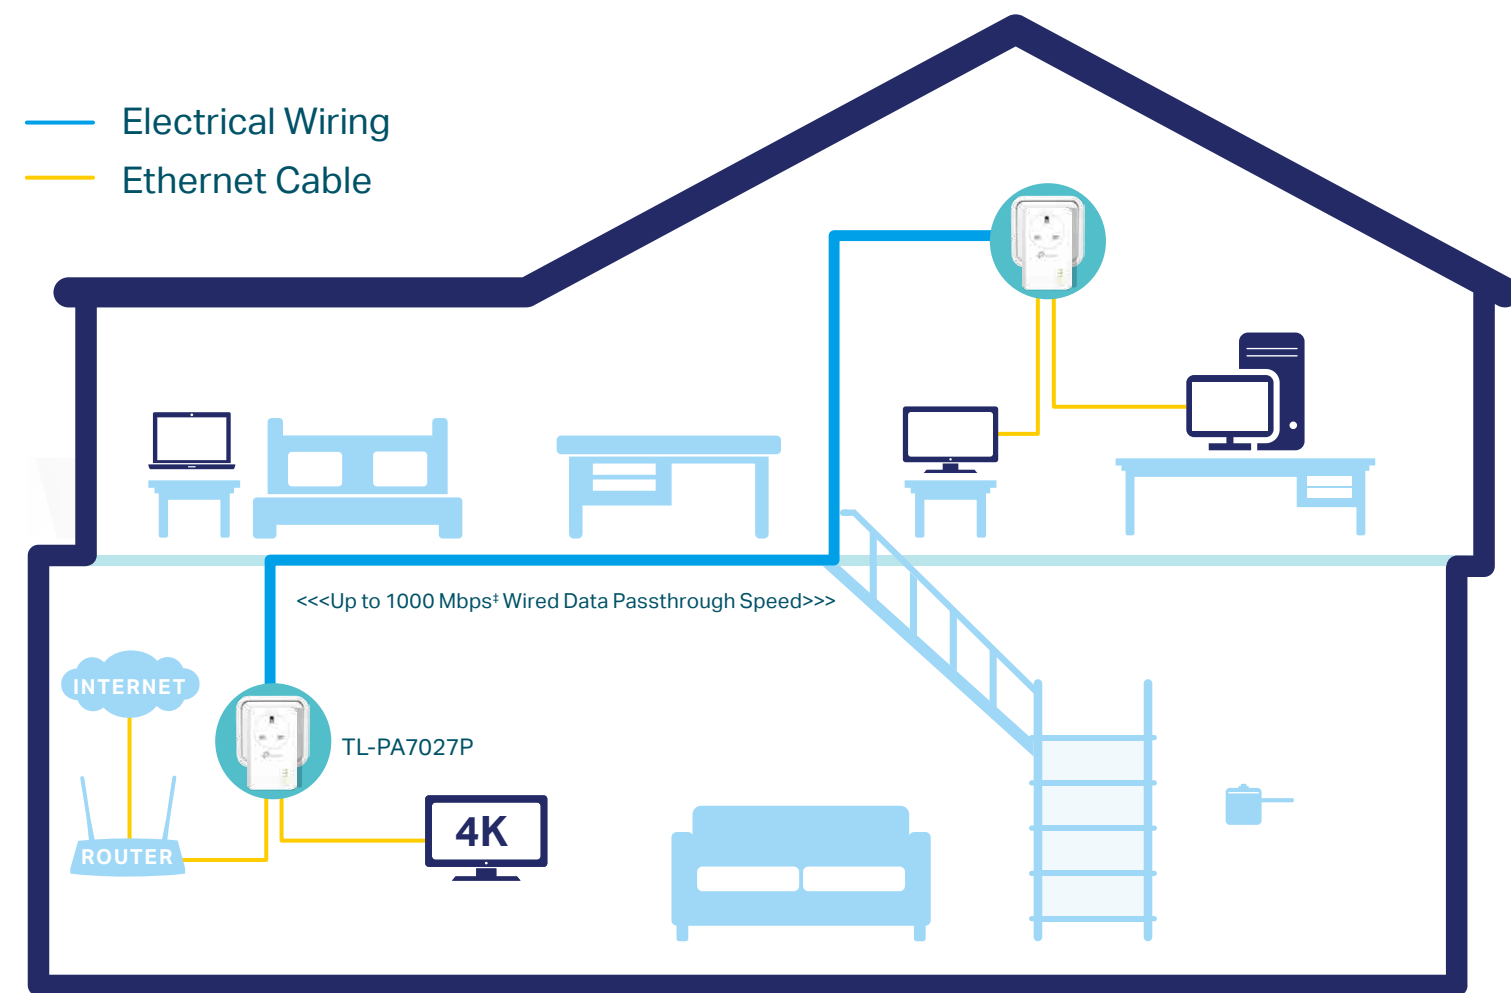 Electrical Wiring
Ethernet Cable
<<<Up to 1000 Mbps‡ Wired Data Passthrough Speed>>>
INTERNET
TL-PA7027P
4K
ROUTER